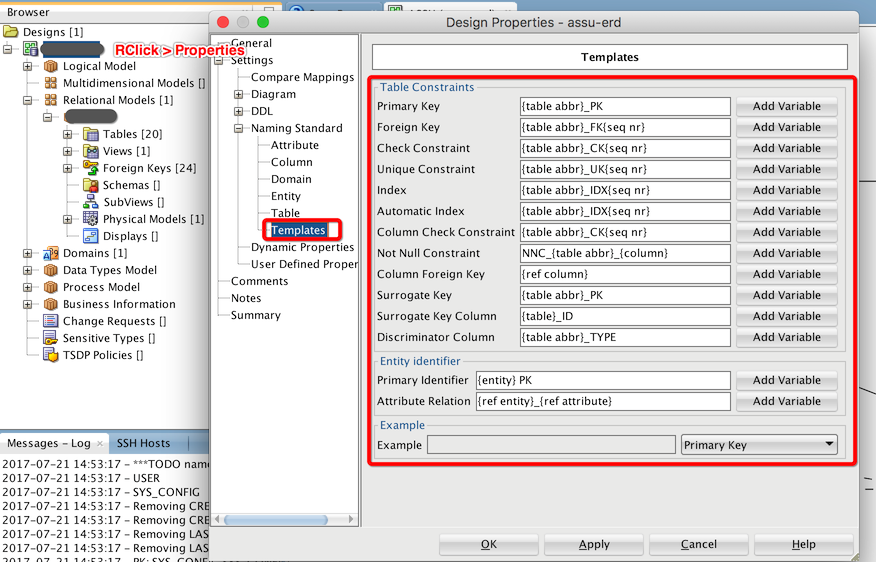 Browser
Designs [1]
RClick > Properties
Logical Model
Multidimensional Models []
Relational Models [1]
Tables [20]
Views [1]
Foreign Keys [24]
Schemas []
SubViews []
Physical Models [1]
Displays []
Domains [1]
Data Types Model
Process Model
Business Information
Change Requests []
Sensitive Types []
TSDP Policies []
Messages – Log ×
SSH Hosts
2017-07-21 14:53:17 – ***TODO name
2017-07-21 14:53:17 – USER
2017-07-21 14:53:17 – SYS_CONFIG
2017-07-21 14:53:17 – Removing CRE
2017-07-21 14:53:17 – Removing CRE
2017-07-21 14:53:17 – Removing LAS
2017-07-21 14:53:17 – Removing LAS
Design Properties – assu-erd
General
Settings
Compare Mappings
Diagram
DDL
Naming Standard
Attribute
Column
Domain
Entity
Table
Templates
Dynamic Properties
User Defined Proper
Comments
Notes
Summary
Templates
Table Constraints
Primary Key {table abbr}_PK Add Variable
Foreign Key {table abbr}_FK{seq nr} Add Variable
Check Constraint {table abbr}_CK{seq nr} Add Variable
Unique Constraint {table abbr}_UK{seq nr} Add Variable
Index {table abbr}_IDX{seq nr} Add Variable
Automatic Index {table abbr}_IDX{seq nr} Add Variable
Column Check Constraint {table abbr}_CK{seq nr} Add Variable
Not Null Constraint NNC_{table abbr}_{column} Add Variable
Column Foreign Key {ref column} Add Variable
Surrogate Key {table abbr}_PK Add Variable
Surrogate Key Column {table}_ID Add Variable
Discriminator Column {table abbr}_TYPE Add Variable
Entity identifier
Primary Identifier {entity} PK Add Variable
Attribute Relation {ref entity}_{ref attribute} Add Variable
Example
Example Primary Key
OK Apply Cancel Help